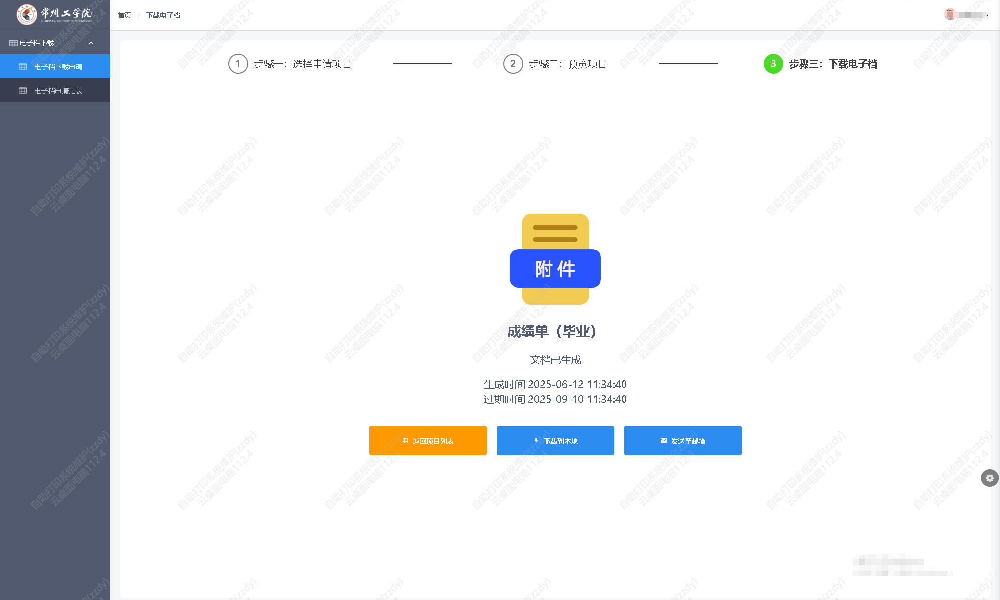 常州工学院
CHANGZHOU INSTITUTE OF TECHNOLOGY
首页 / 下载电子档
电子档下载
电子档下载申请
电子档申请记录
1 步骤一：选择申请项目
2 步骤二：预览项目
3 步骤三：下载电子档
附件
成绩单（毕业）
文档已生成
生成时间 2025-06-12 11:34:40
过期时间 2025-09-10 11:34:40
返回项目列表
下载到本地
发送至邮箱
自助打印系统维护(zzdy)
云桌面电脑112.4